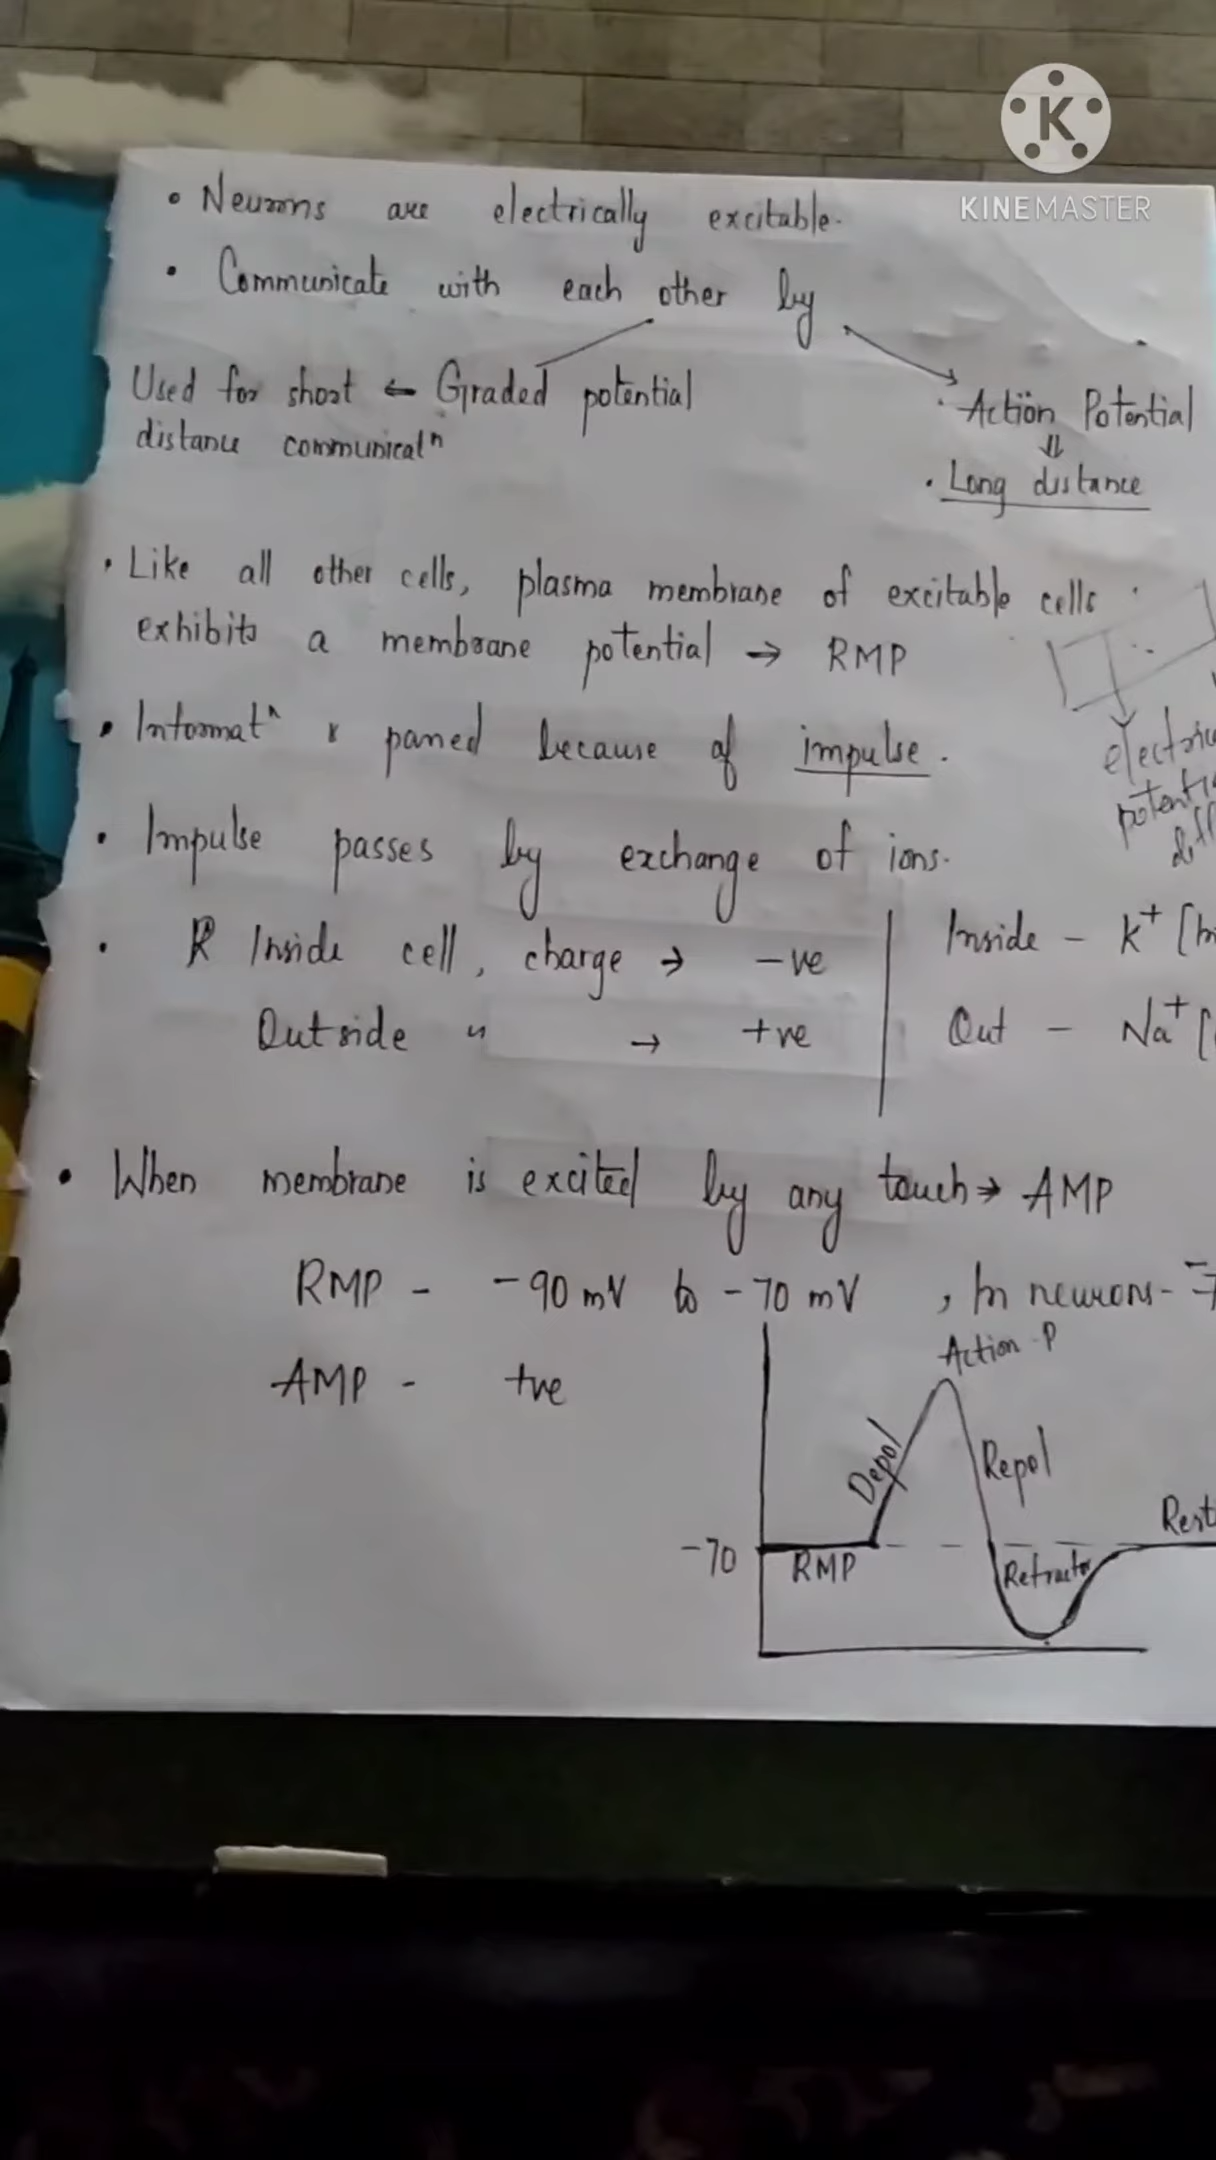 K
KINEMASTER
• Neurons are electrically excitable.
• Communicate with each other by
Used for short ← Graded potential
distance communicatⁿ
• Action Potential
⇓
• Long distance
• Like all other cells, plasma membrane of excitable cells
exhibits a membrane potential → RMP
• Informatⁿ is passed because of impulse.
electric
potenti
diff
• Impulse passes by exchange of ions.
• R Inside cell, charge → -ve
Outside " → +ve
Inside - K⁺ [h
Out - Na⁺ [
• When membrane is excited by any touch → AMP
RMP - -90 mV to -70 mV , In neurons -
AMP - +ve
Action · P
Depol
Repol
-70
RMP
Refractor
Rest